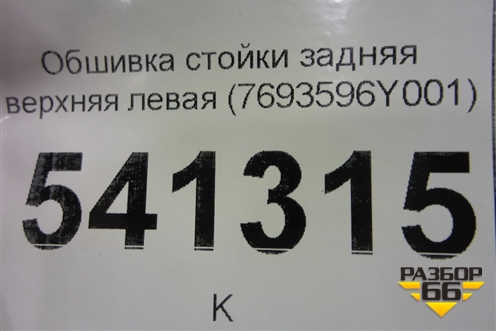 Обшивка стойки задняя
верхняя левая (7693596Y001)
541315
К
РАЗБОР
66